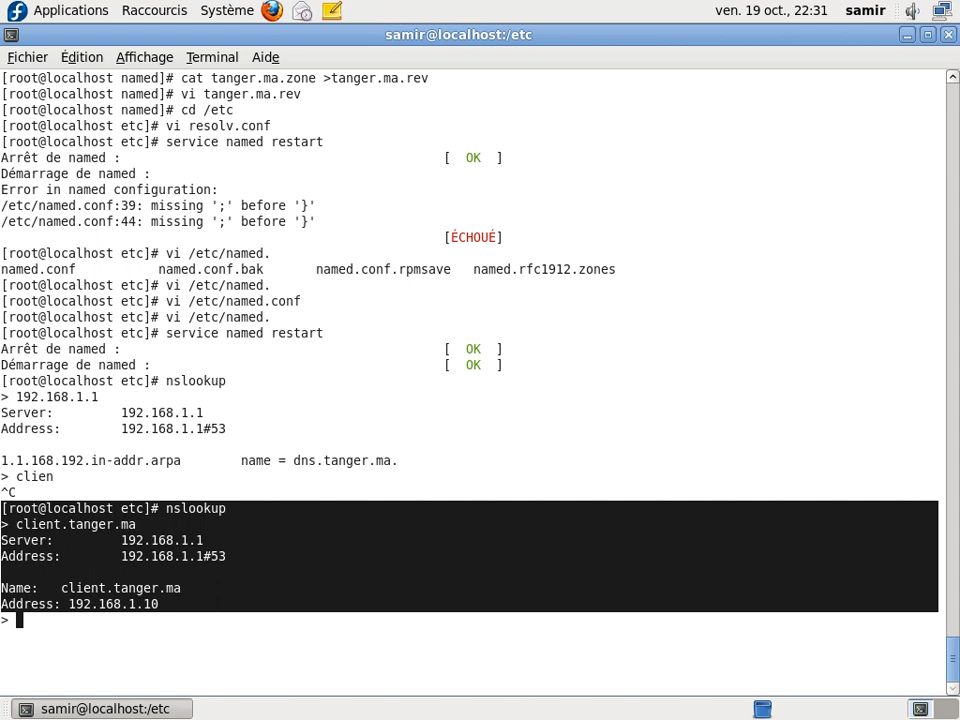 Applications Raccourcis Système ven. 19 oct., 22:31 samir
samir@localhost:/etc
Fichier Édition Affichage Terminal Aide
[root@localhost named]# cat tanger.ma.zone >tanger.ma.rev
[root@localhost named]# vi tanger.ma.rev
[root@localhost named]# cd /etc
[root@localhost etc]# vi resolv.conf
[root@localhost etc]# service named restart
Arrêt de named : [ OK ]
Démarrage de named :
Error in named configuration:
/etc/named.conf:39: missing ';' before '}'
/etc/named.conf:44: missing ';' before '}'
[ÉCHOUÉ]
[root@localhost etc]# vi /etc/named.
named.conf named.conf.bak named.conf.rpmsave named.rfc1912.zones
[root@localhost etc]# vi /etc/named.
[root@localhost etc]# vi /etc/named.conf
[root@localhost etc]# vi /etc/named.
[root@localhost etc]# service named restart
Arrêt de named : [ OK ]
Démarrage de named : [ OK ]
[root@localhost etc]# nslookup
> 192.168.1.1
Server: 192.168.1.1
Address: 192.168.1.1#53
1.1.168.192.in-addr.arpa name = dns.tanger.ma.
> clien
^C
[root@localhost etc]# nslookup
> client.tanger.ma
Server: 192.168.1.1
Address: 192.168.1.1#53
Name: client.tanger.ma
Address: 192.168.1.10
>
samir@localhost:/etc